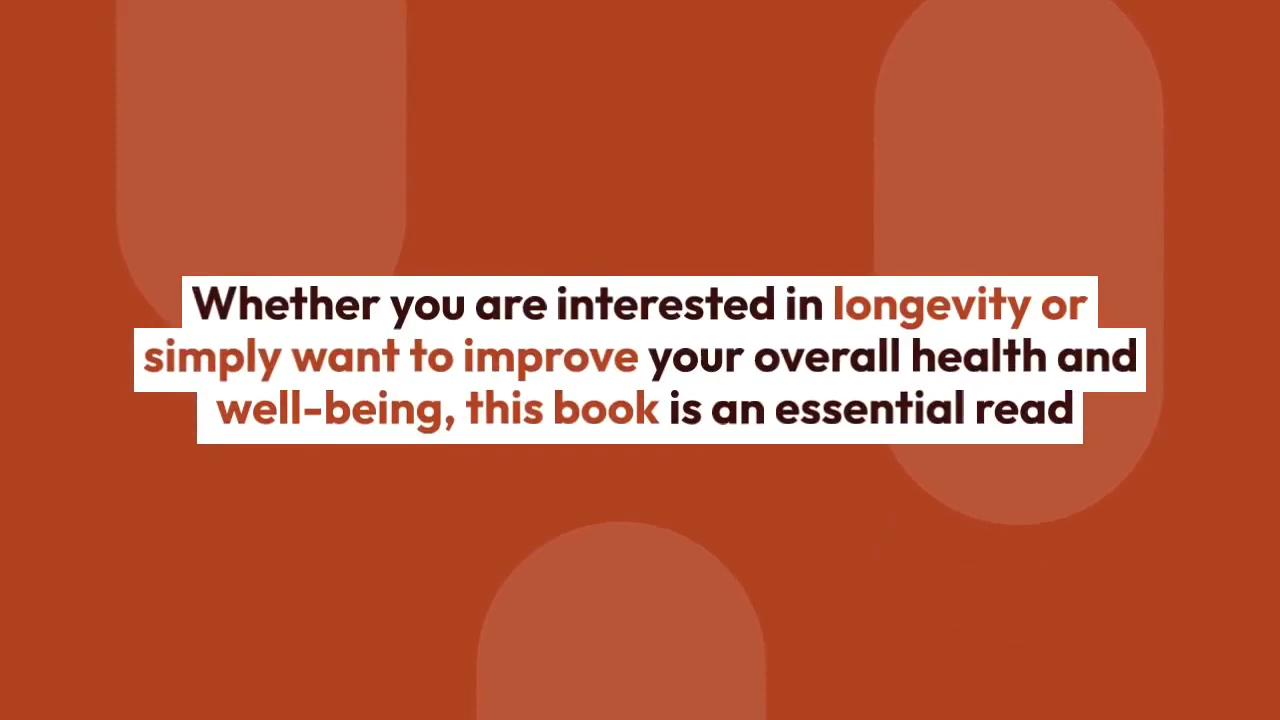 Whether you are interested in longevity or
simply want to improve your overall health and
well-being, this book is an essential read